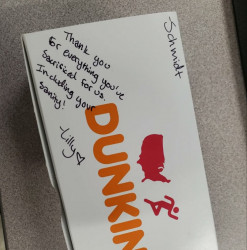 Schmidt
Thank you
for everything you've
sacrificed for us.
Including your
sanity!
Lilly
DUNKIN